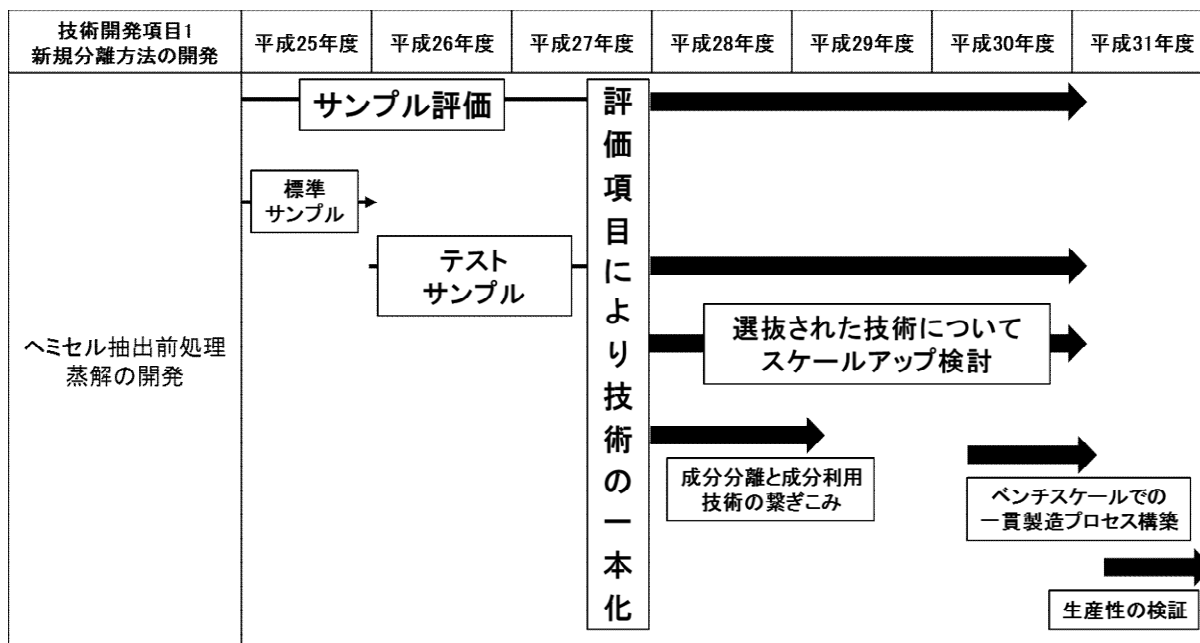 技術開発項目1
新規分離方法の開発
平成25年度
平成26年度
平成27年度
平成28年度
平成29年度
平成30年度
平成31年度
ヘミセル抽出前処理
蒸解の開発
サンプル評価
標準
サンプル
テスト
サンプル
評価項目により技術の一本化
選抜された技術について
スケールアップ検討
成分分離と成分利用
技術の繋ぎこみ
ベンチスケールでの
一貫製造プロセス構築
生産性の検証